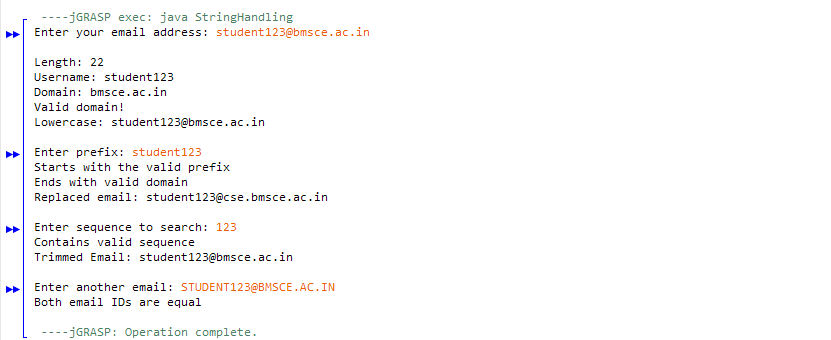 ----jGRASP exec: java StringHandling
Enter your email address: student123@bmsce.ac.in
Length: 22
Username: student123
Domain: bmsce.ac.in
Valid domain!
Lowercase: student123@bmsce.ac.in
Enter prefix: student123
Starts with the valid prefix
Ends with valid domain
Replaced email: student123@cse.bmsce.ac.in
Enter sequence to search: 123
Contains valid sequence
Trimmed Email: student123@bmsce.ac.in
Enter another email: STUDENT123@BMSCE.AC.IN
Both email IDs are equal
----jGRASP: Operation complete.